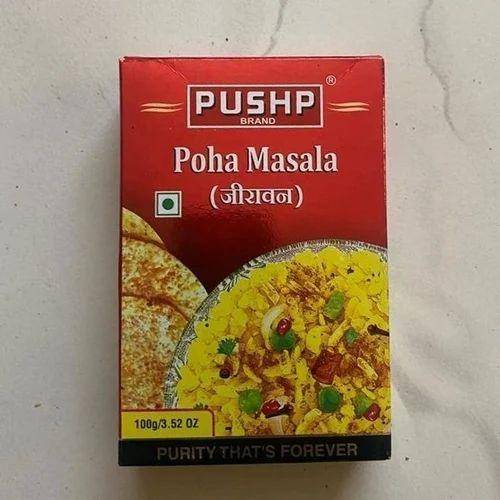 PUSHP
®
BRAND
Poha Masala
(जीरावन)
100g/3.52 OZ
PURITY THAT'S FOREVER